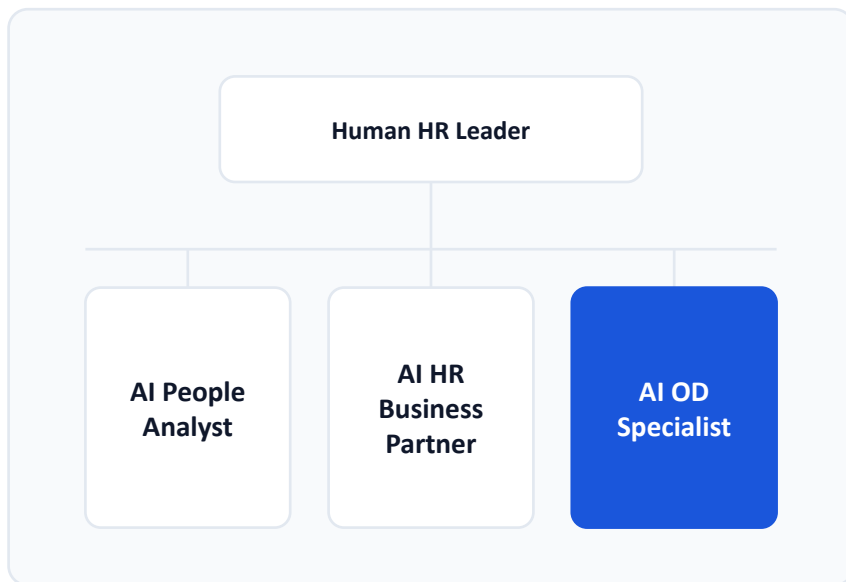 Human HR Leader
AI People
Analyst
AI HR
Business
Partner
AI OD
Specialist